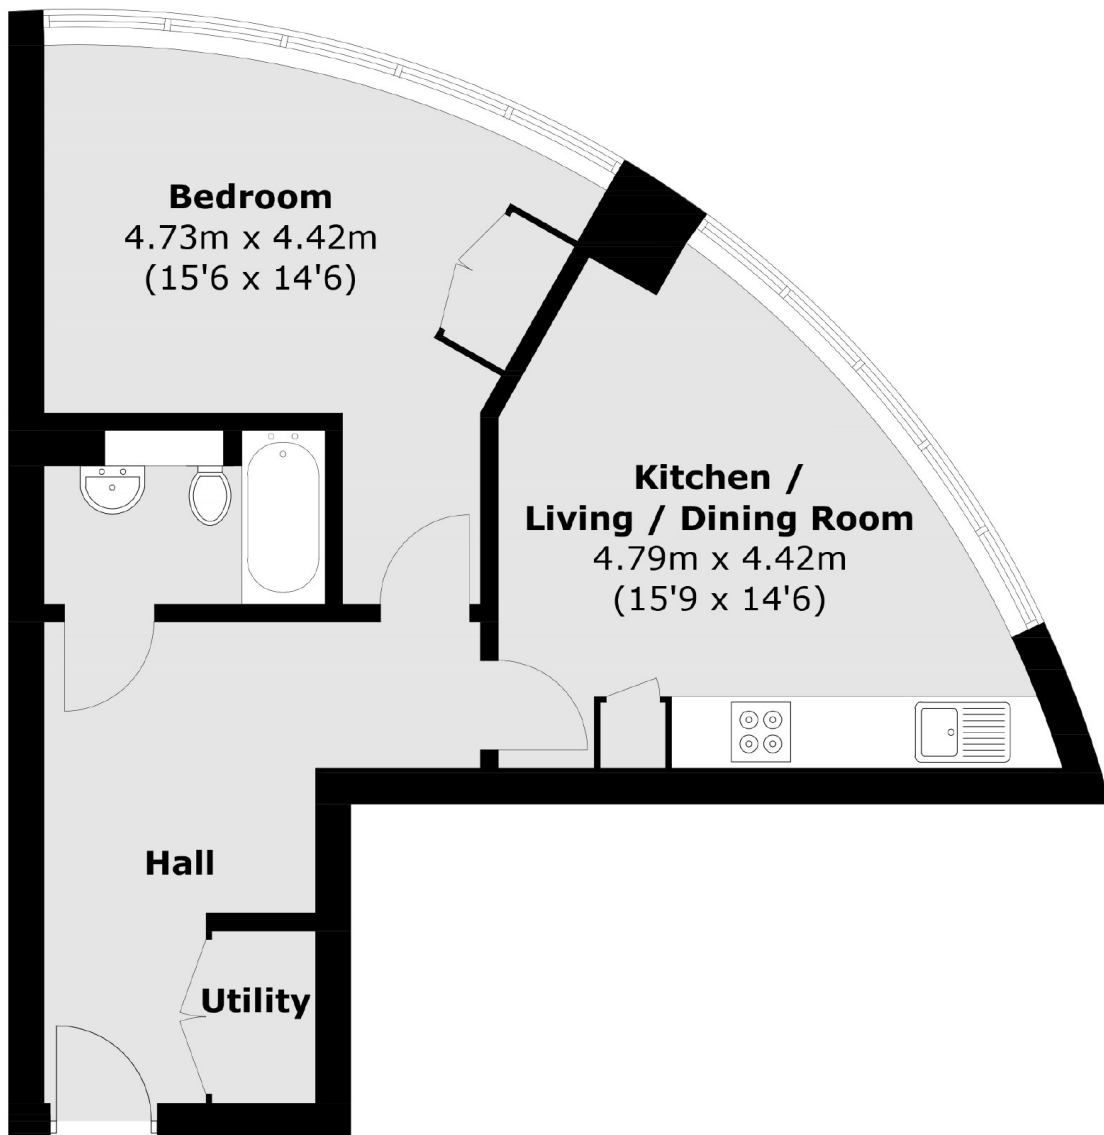 Bedroom
4.73m x 4.42m
(15'6 x 14'6)
Kitchen /
Living / Dining Room
4.79m x 4.42m
(15'9 x 14'6)
Hall
Utility